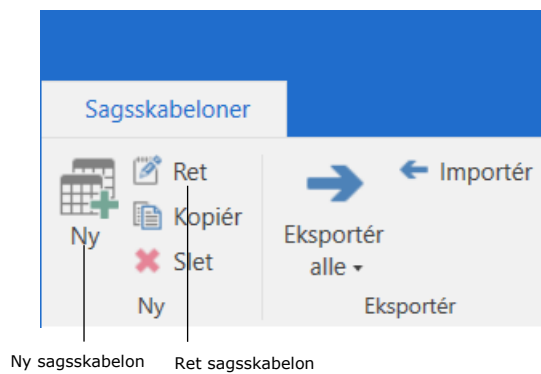 Sagsskabeloner
Ny
Ret
Kopiér
Slet
Ny
Eksportér
alle
Importér
Eksportér
Ny sagsskabelon
Ret sagsskabelon